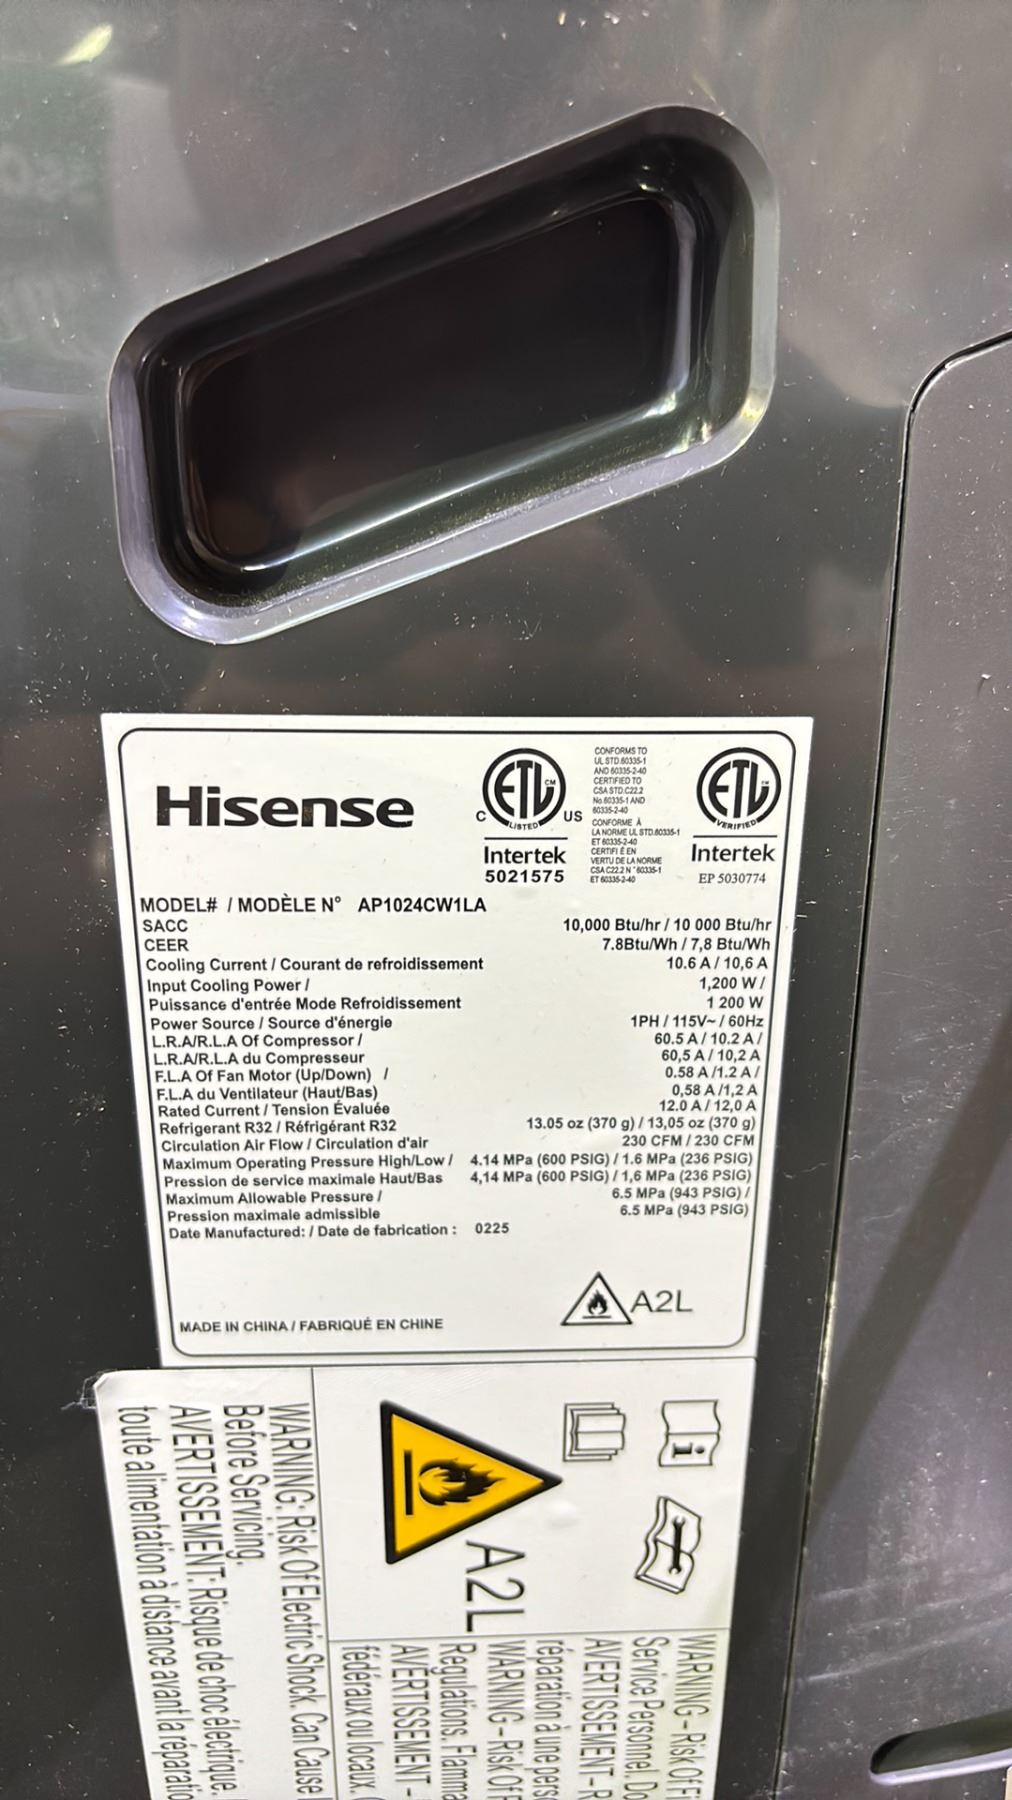 Hisense
C ETL CM US
LISTED
Intertek
5021575
CONFORMS TO
UL STD.60335-1
AND 60335-2-40
CERTIFIED TO
CSA STD.C22.2
No.60335-1 AND
60335-2-40
CONFORME À
LA NORME UL STD.60335-1
ET 60335-2-40
CERTIFIÉ EN
VERTU DE LA NORME
CSA C22.2 N°60335-1
ET 60335-2-40
ETL CM
VERIFIED
Intertek
EP 5030774
MODEL# / MODÈLE N° AP1024CW1LA
SACC 10,000 Btu/hr / 10 000 Btu/hr
CEER 7.8Btu/Wh / 7,8 Btu/Wh
Cooling Current / Courant de refroidissement 10.6 A / 10,6 A
Input Cooling Power / 1,200 W /
Puissance d'entrée Mode Refroidissement 1 200 W
Power Source / Source d'énergie 1PH / 115V~ / 60Hz
L.R.A/R.L.A Of Compressor / 60.5 A / 10.2 A /
L.R.A/R.L.A du Compresseur 60,5 A / 10,2 A
F.L.A Of Fan Motor (Up/Down) / 0.58 A /1.2 A /
F.L.A du Ventilateur (Haut/Bas) 0,58 A /1,2 A
Rated Current / Tension Évaluée 12.0 A / 12,0 A
Refrigerant R32 / Réfrigérant R32 13.05 oz (370 g) / 13,05 oz (370 g)
Circulation Air Flow / Circulation d'air 230 CFM / 230 CFM
Maximum Operating Pressure High/Low / 4.14 MPa (600 PSIG) / 1.6 MPa (236 PSIG)
Pression de service maximale Haut/Bas 4,14 MPa (600 PSIG) / 1,6 MPa (236 PSIG)
Maximum Allowable Pressure / 6.5 MPa (943 PSIG) /
Pression maximale admissible 6.5 MPa (943 PSIG)
Date Manufactured: / Date de fabrication : 0225
A2L
MADE IN CHINA / FABRIQUÉ EN CHINE
A2L
WARNING - Risk Of Fi
Service Personnel. Do
AVERTISSEMENT - R
réparation à une pers
WARNING - Risk Of F
Regulations. Flamma
AVERTISSEMENT -
fédéraux ou locaux. (
WARNING: Risk Of Electric Shock. Can Cause
Before Servicing.
AVERTISSEMENT: Risque de choc électrique.
toute alimentation à distance avant la réparatio